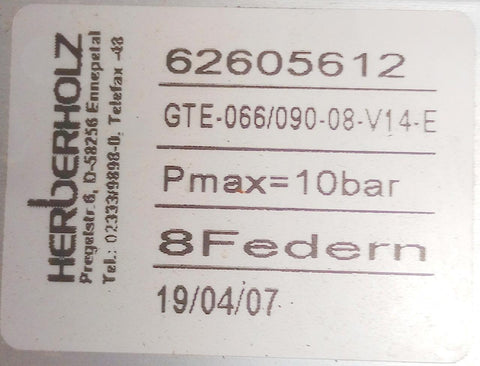 HERBERHOLZ
Pregelstr. 6, D-58256 Ennepetal
Tel.: 02333/9898-0, Telefax -48
62605612
GTE-066/090-08-V14-E
Pmax=10bar
8Federn
19/04/07